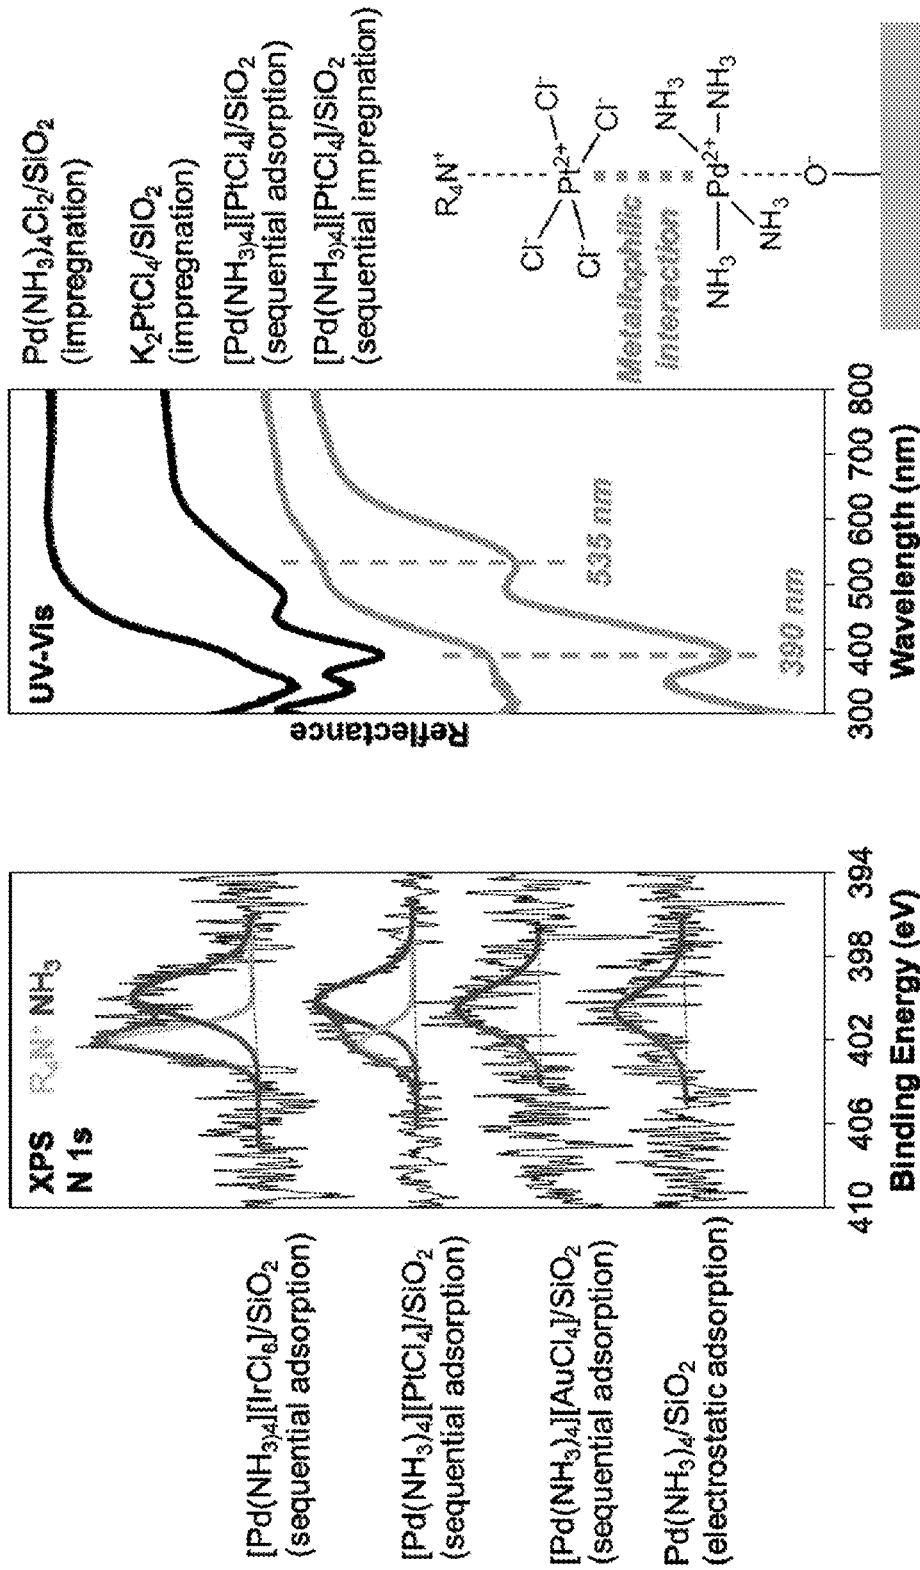 XPS R₄N⁺ NH₃
N 1s
[Pd(NH₃)₄][IrCl₆]/SiO₂
(sequential adsorption)
[Pd(NH₃)₄][PtCl₄]/SiO₂
(sequential adsorption)
[Pd(NH₃)₄][AuCl₄]/SiO₂
(sequential adsorption)
Pd(NH₃)₄/SiO₂
(electrostatic adsorption)
410 406 402 398 394
Binding Energy (eV)
UV-Vis
Reflectance
535 nm
390 nm
300 400 500 600 700 800
Wavelength (nm)
Pd(NH₃)₄Cl₂/SiO₂
(impregnation)
K₂PtCl₄/SiO₂
(impregnation)
[Pd(NH₃)₄][PtCl₄]/SiO₂
(sequential adsorption)
[Pd(NH₃)₄][PtCl₄]/SiO₂
(sequential impregnation)
R₄N⁺
Cl⁻ Cl⁻
Pt²⁺
Cl⁻ Cl⁻
Metallophilic
interaction
NH₃
NH₃ Pd²⁺ NH₃
NH₃
O⁻